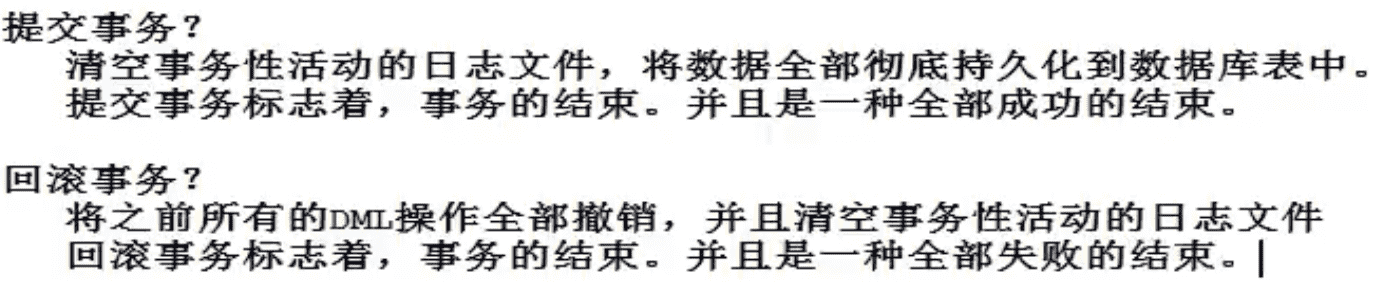 提交事务?
清空事务性活动的日志文件，将数据全部彻底持久化到数据库表中。
提交事务标志着，事务的结束。并且是一种全部成功的结束。
回滚事务?
将之前所有的DML操作全部撤销，并且清空事务性活动的日志文件
回滚事务标志着，事务的结束。并且是一种全部失败的结束。